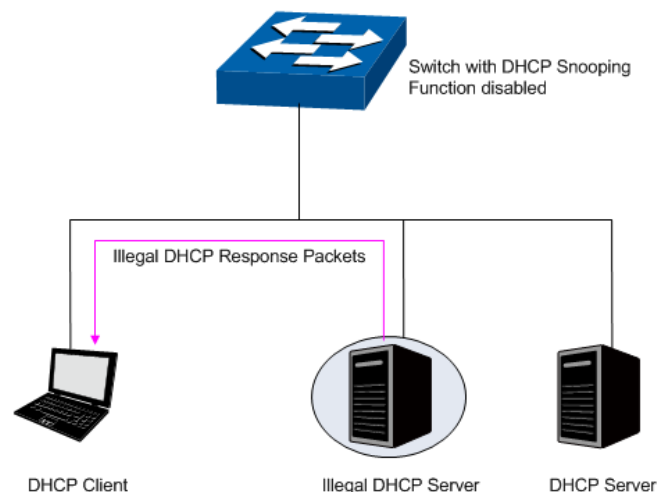 Switch with DHCP Snooping
Function disabled
Illegal DHCP Response Packets
DHCP Client
Illegal DHCP Server
DHCP Server